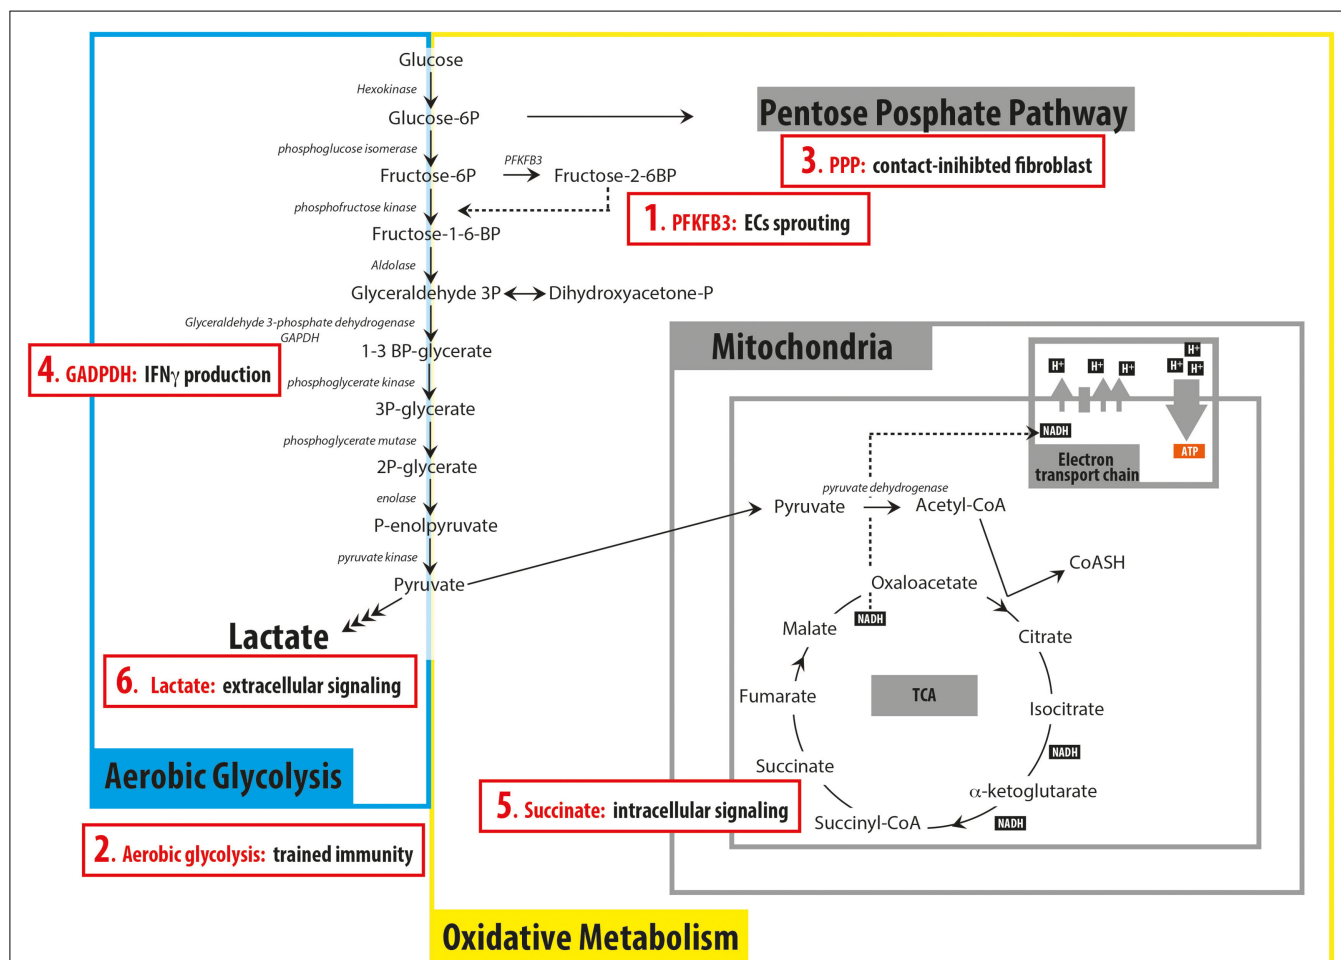 Glucose
Hexokinase
Glucose-6P
Pentose Posphate Pathway
3. PPP: contact-inihibted fibroblast
phosphoglucose isomerase
Fructose-6P
PFKFB3
Fructose-2-6BP
phosphofructose kinase
1. PFKFB3: ECs sprouting
Fructose-1-6-BP
Aldolase
Glyceraldehyde 3P
Dihydroxyacetone-P
Glyceraldehyde 3-phosphate dehydrogenase
GAPDH
1-3 BP-glycerate
4. GADPDH: IFNγ production
phosphoglycerate kinase
3P-glycerate
phosphoglycerate mutase
2P-glycerate
enolase
P-enolpyruvate
pyruvate kinase
Pyruvate
Lactate
6. Lactate: extracellular signaling
Aerobic Glycolysis
2. Aerobic glycolysis: trained immunity
Mitochondria
H+
H+
H+
H+
H+
H+
NADH
ATP
Electron
transport chain
Pyruvate
pyruvate dehydrogenase
Acetyl-CoA
CoASH
Oxaloacetate
NADH
Malate
Citrate
Fumarate
TCA
Isocitrate
NADH
Succinate
α-ketoglutarate
5. Succinate: intracellular signaling
Succinyl-CoA
NADH
Oxidative Metabolism